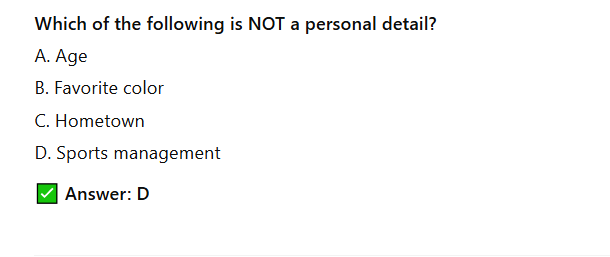 Which of the following is NOT a personal detail?
A. Age
B. Favorite color
C. Hometown
D. Sports management
✅ Answer: D